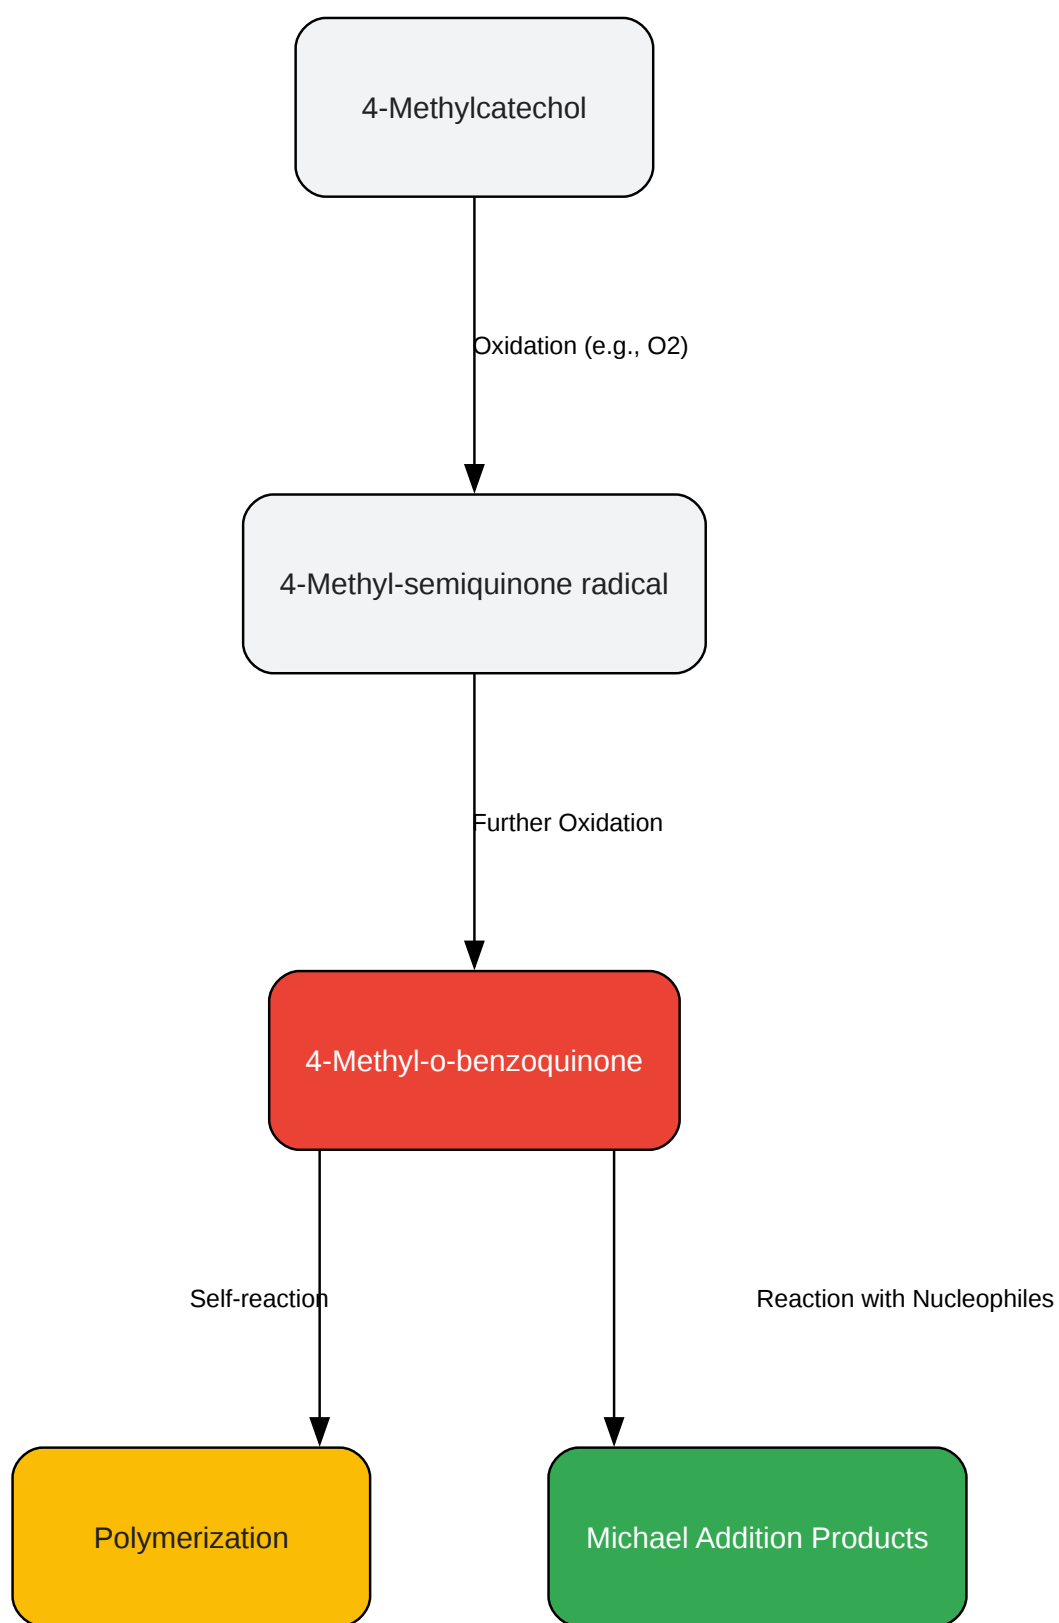 4-Methylcatechol
Oxidation (e.g., O2)
4-Methyl-semiquinone radical
Further Oxidation
4-Methyl-o-benzoquinone
Self-reaction
Reaction with Nucleophiles
Polymerization
Michael Addition Products